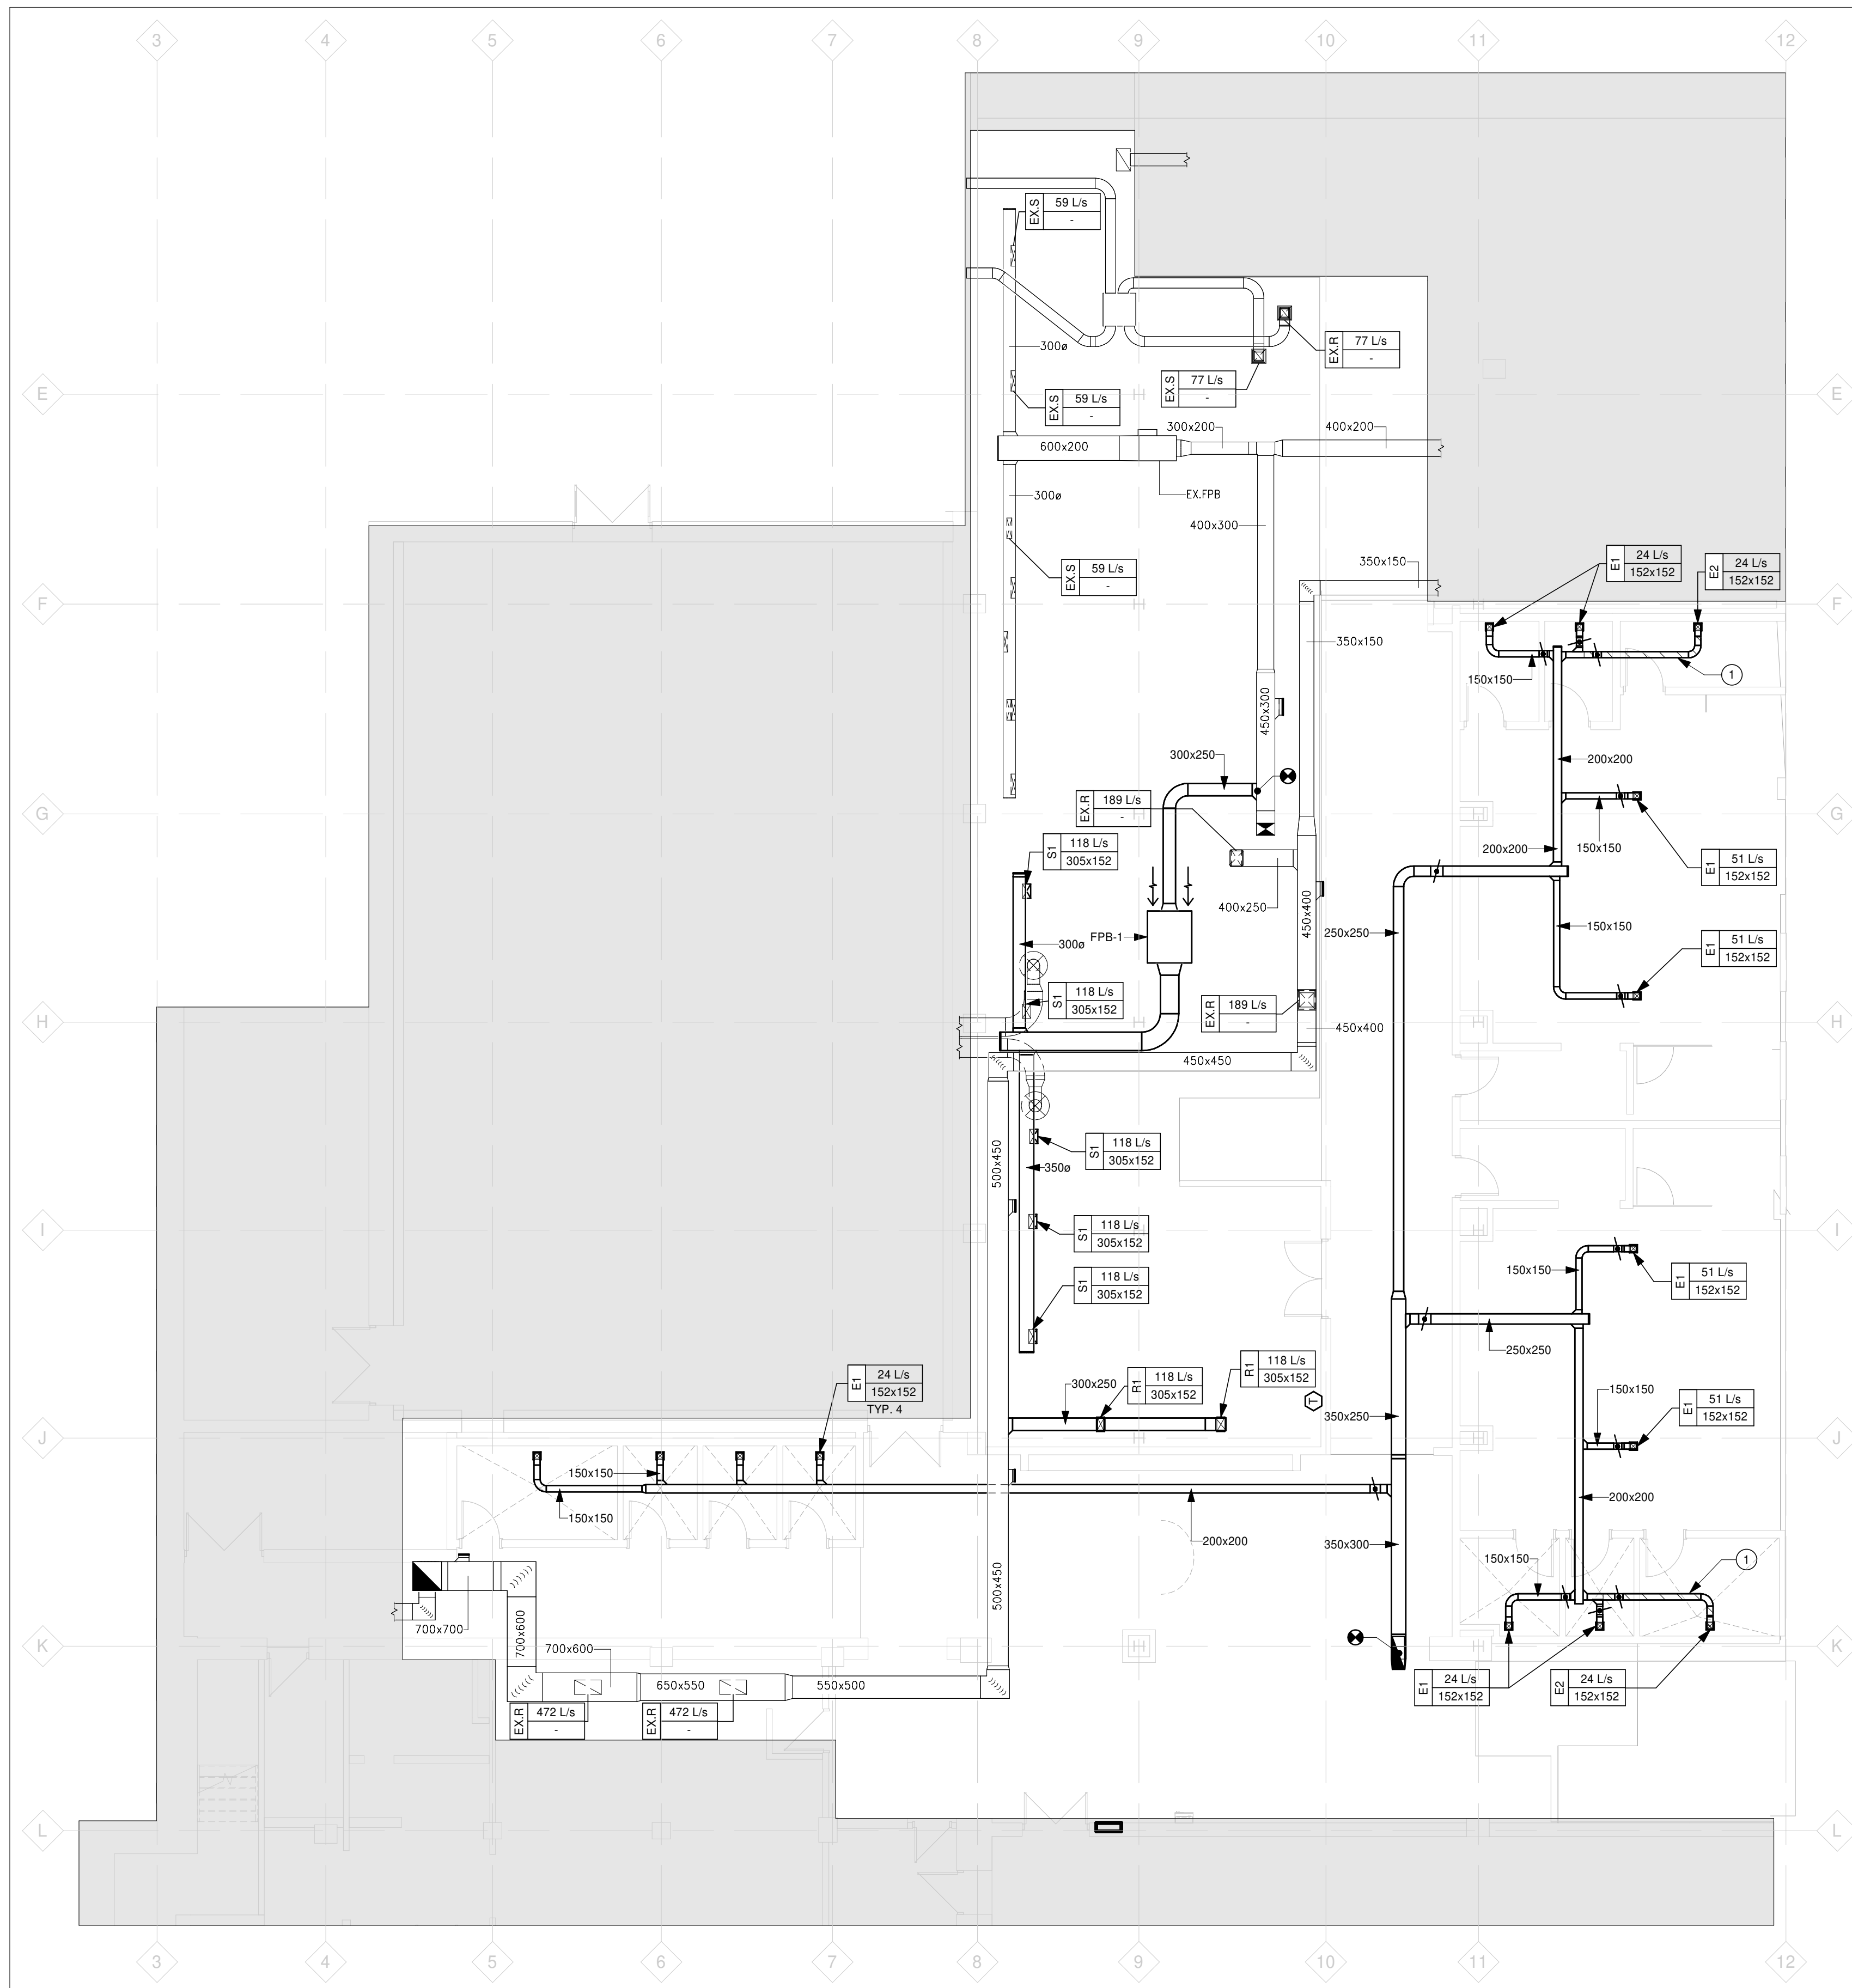 3 4 5 6 7 8 9 10 11 12
EX.S 59 L/s
-
EX.R 77 L/s
-
300ø
EX.S 77 L/s
-
E E
EX.S 59 L/s
-
300x200 400x200
600x200
300ø
EX.FPB
400x300
350x150
E1 24 L/s
152x152
E2 24 L/s
152x152
EX.S 59 L/s
-
F F
350x150
150x150
1
450x300
300x250
200x200
EX.R 189 L/s
-
G G
S1 118 L/s
305x152
200x200
150x150
E1 51 L/s
152x152
400x250
450x400
250x250
150x150
FPB-1
300ø
E1 51 L/s
152x152
S1 118 L/s
305x152
EX.R 189 L/s
-
H H
450x400
450x450
500x450
S1 118 L/s
305x152
350ø
S1 118 L/s
305x152
I I
150x150
E1 51 L/s
152x152
S1 118 L/s
305x152
250x250
E1 24 L/s
152x152
TYP. 4
300x250
R1 118 L/s
305x152
R1 118 L/s
305x152
T
350x250
150x150
E1 51 L/s
152x152
J J
150x150
150x150
200x200
200x200
350x300
150x150
1
500x450
700x700
700x600
700x600
K K
650x550
550x500
E1 24 L/s
152x152
E2 24 L/s
152x152
EX.R 472 L/s
-
EX.R 472 L/s
-
L L
3 4 5 6 7 8 9 10 11 12